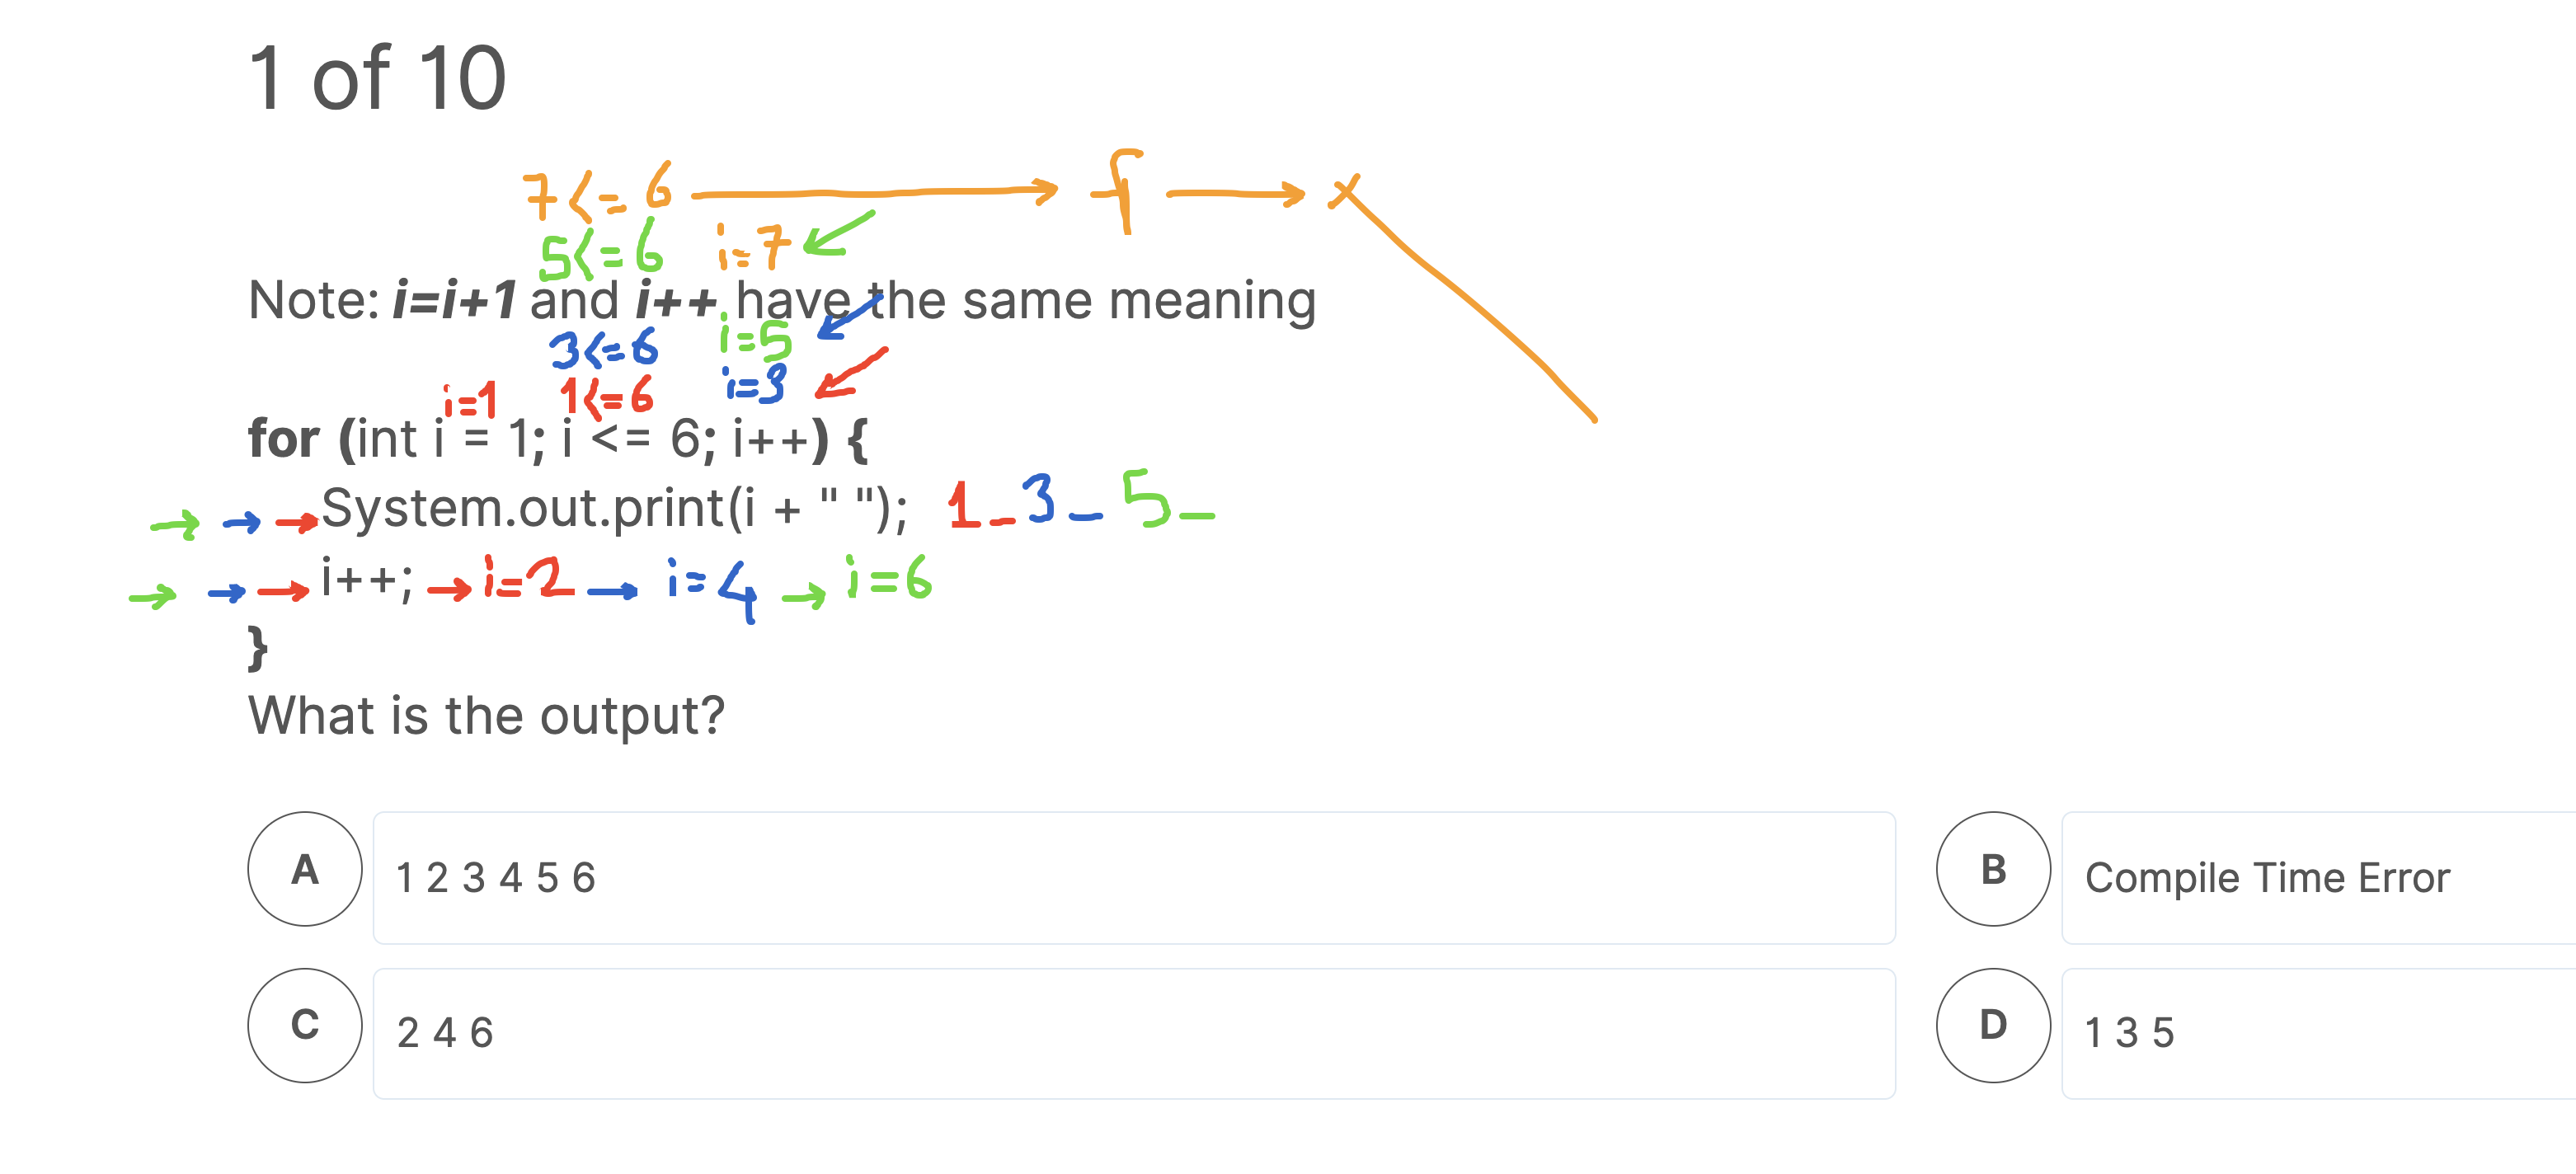 1 of 10
7<=6 f x
5<=6 i=7
Note: i=i+1 and i++ have the same meaning
3<=6 i=5
i=1 1<=6 i=3
for (int i = 1; i <= 6; i++) {
System.out.print(i + " "); 1_3_5_
i++; i=2 i=4 i=6
}
What is the output?
A 1 2 3 4 5 6
B Compile Time Error
C 2 4 6
D 1 3 5